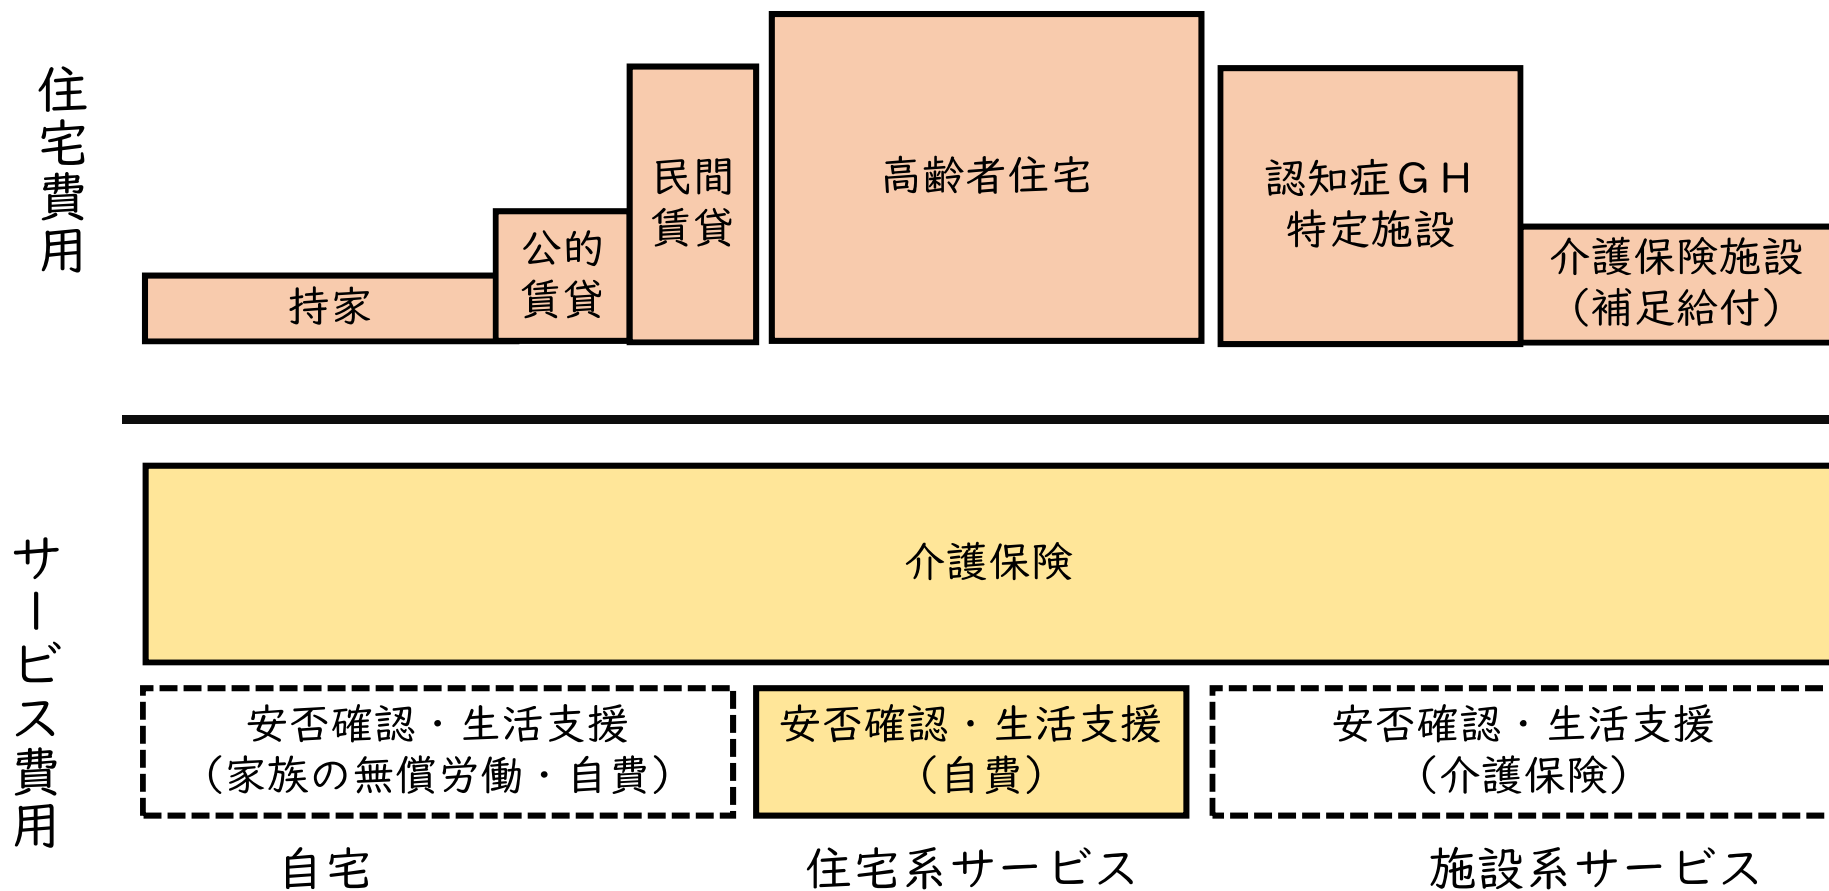 住宅費用
持家
公的
賃貸
民間
賃貸
高齢者住宅
認知症ＧＨ
特定施設
介護保険施設
（補足給付）
サービス費用
介護保険
安否確認・生活支援
（家族の無償労働・自費）
安否確認・生活支援
（自費）
安否確認・生活支援
（介護保険）
自宅
住宅系サービス
施設系サービス